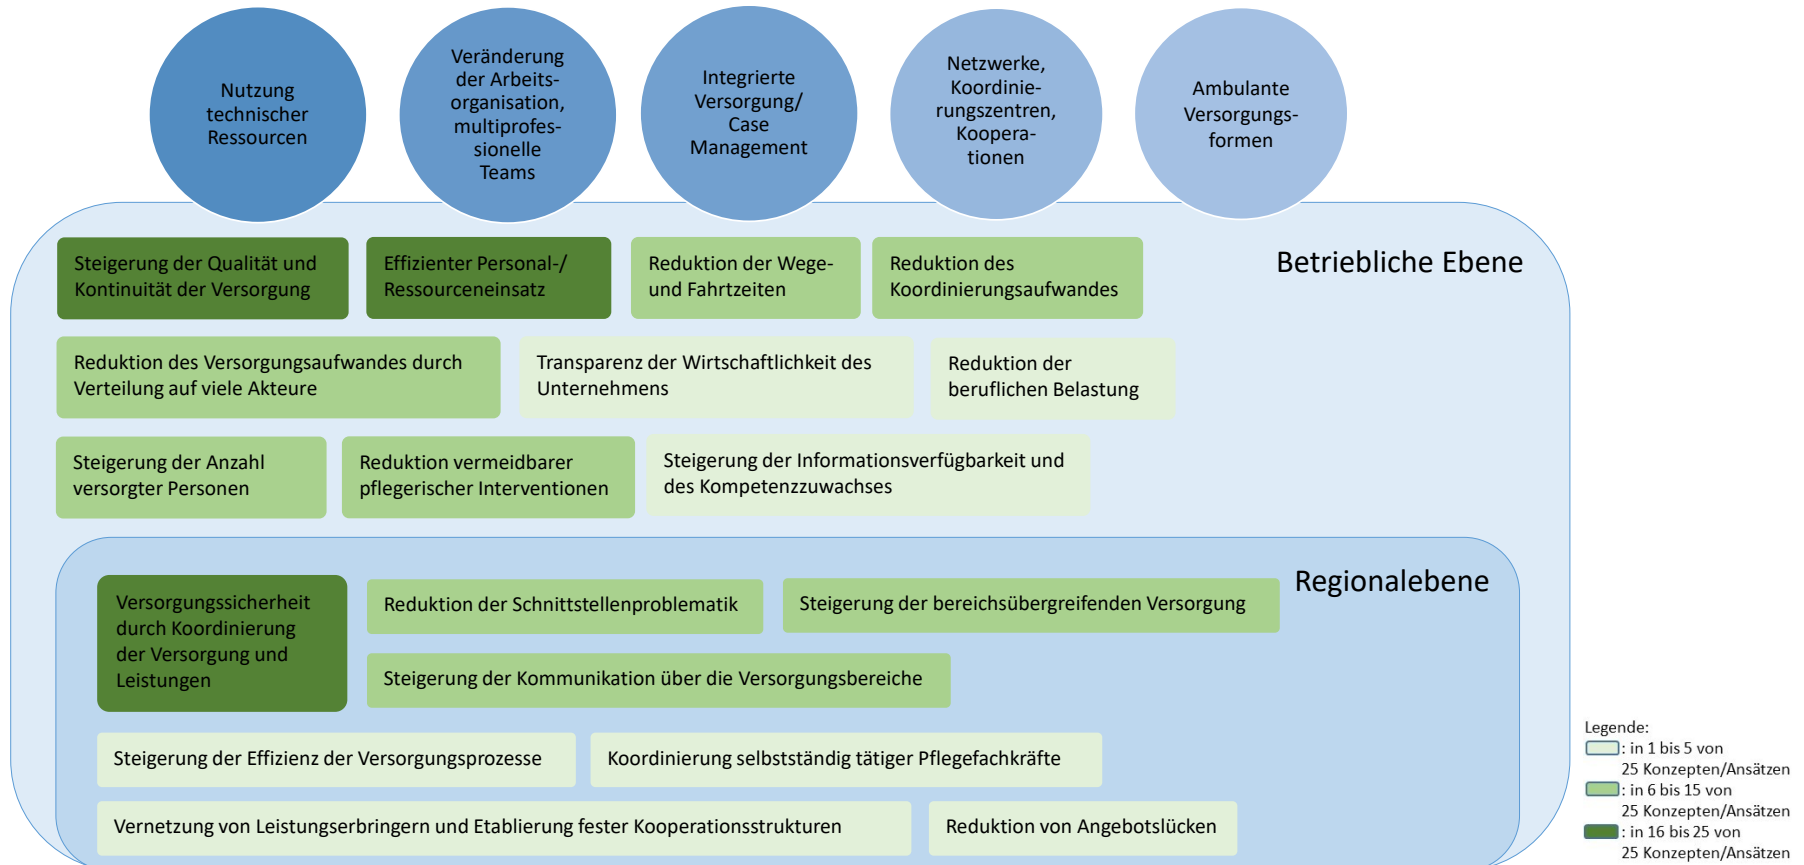 Nutzung
technischer
Ressourcen
Veränderung
der Arbeits-
organisation,
multiprofes-
sionelle
Teams
Integrierte
Versorgung/
Case
Management
Netzwerke,
Koordinie-
rungszentren,
Koopera-
tionen
Ambulante
Versorgungs-
formen
Betriebliche Ebene
Steigerung der Qualität und
Kontinuität der Versorgung
Effizienter Personal-/
Ressourceneinsatz
Reduktion der Wege-
und Fahrtzeiten
Reduktion des
Koordinierungsaufwandes
Reduktion des Versorgungsaufwandes durch
Verteilung auf viele Akteure
Transparenz der Wirtschaftlichkeit des
Unternehmens
Reduktion der
beruflichen Belastung
Steigerung der Anzahl
versorgter Personen
Reduktion vermeidbarer
pflegerischer Interventionen
Steigerung der Informationsverfügbarkeit und
des Kompetenzzuwachses
Regionalebene
Versorgungssicherheit
durch Koordinierung
der Versorgung und
Leistungen
Reduktion der Schnittstellenproblematik
Steigerung der bereichsübergreifenden Versorgung
Steigerung der Kommunikation über die Versorgungsbereiche
Steigerung der Effizienz der Versorgungsprozesse
Koordinierung selbstständig tätiger Pflegefachkräfte
Vernetzung von Leistungserbringern und Etablierung fester Kooperationsstrukturen
Reduktion von Angebotslücken
Legende:
: in 1 bis 5 von
25 Konzepten/Ansätzen
: in 6 bis 15 von
25 Konzepten/Ansätzen
: in 16 bis 25 von
25 Konzepten/Ansätzen